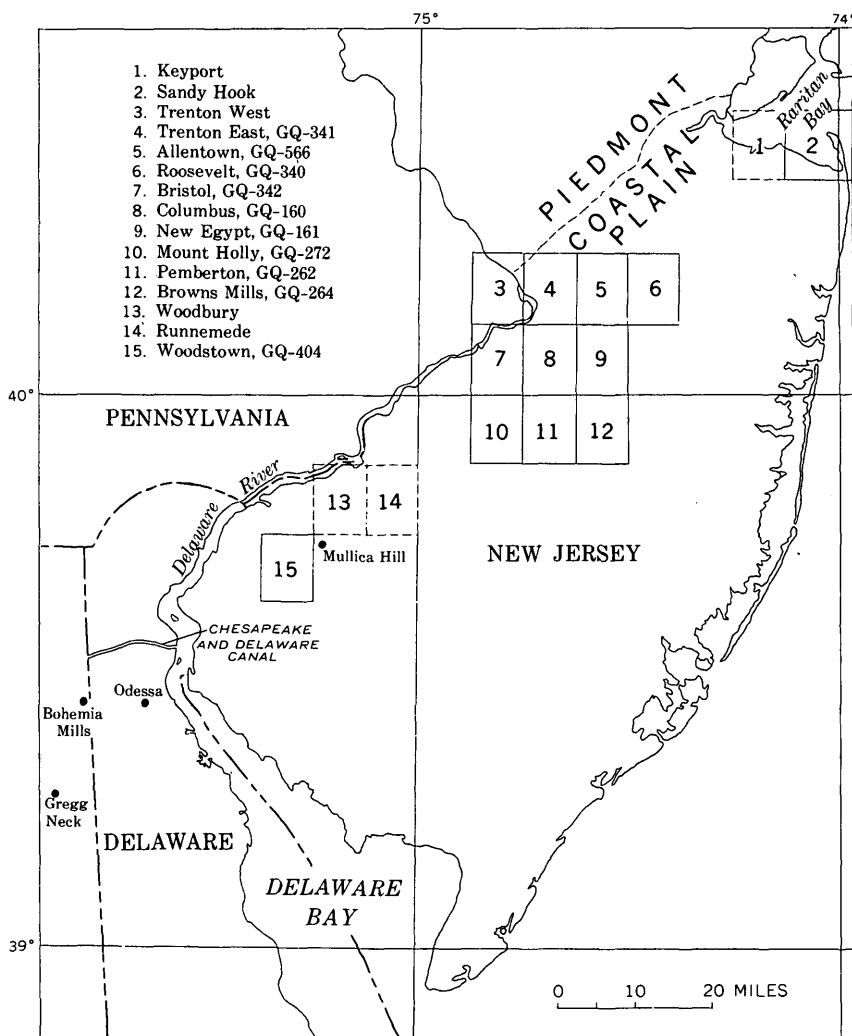 75°
74°
1. Keyport
2. Sandy Hook
3. Trenton West
4. Trenton East, GQ-341
5. Allentown, GQ-566
6. Roosevelt, GQ-340
7. Bristol, GQ-342
8. Columbus, GQ-160
9. New Egypt, GQ-161
10. Mount Holly, GQ-272
11. Pemberton, GQ-262
12. Browns Mills, GQ-264
13. Woodbury
14. Runnemede
15. Woodstown, GQ-404
PIEDMONT
COASTAL
PLAIN
Raritan
Bay
1
2
3
4
5
6
7
8
9
40°
PENNSYLVANIA
10
11
12
Delaware
River
13
14
15
Mullica Hill
NEW JERSEY
CHESAPEAKE
AND DELAWARE
CANAL
Odessa
Bohemia
Mills
Gregg
Neck
DELAWARE
DELAWARE
BAY
39°
0 10 20 MILES